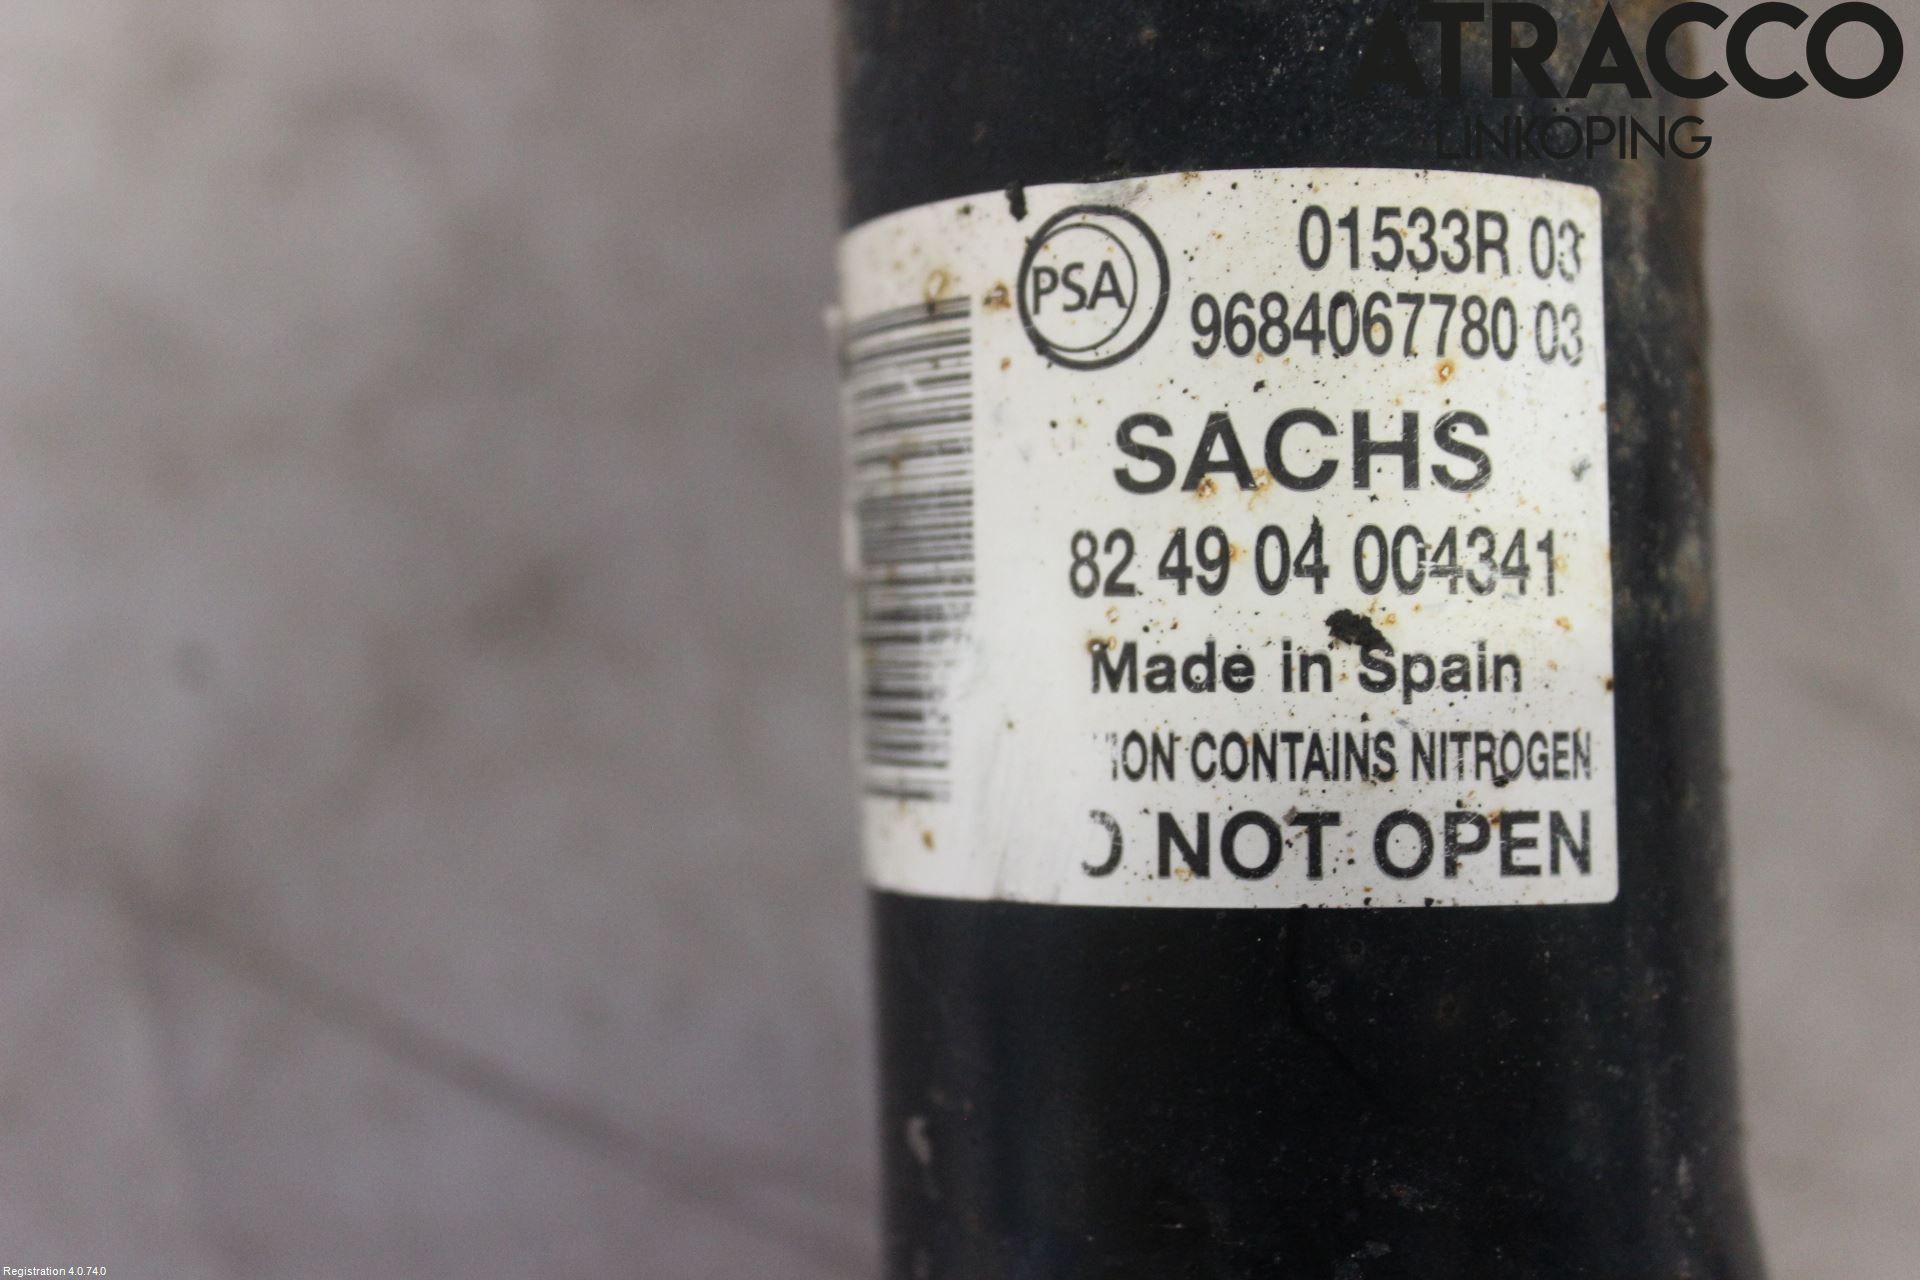 ATRACCO
LINKÖPING
PSA
01533R 03
9684067780 03
SACHS
82 49 04 004341
Made in Spain
CONTAINS NITROGEN
NOT OPEN
Registration 4.0.74.0